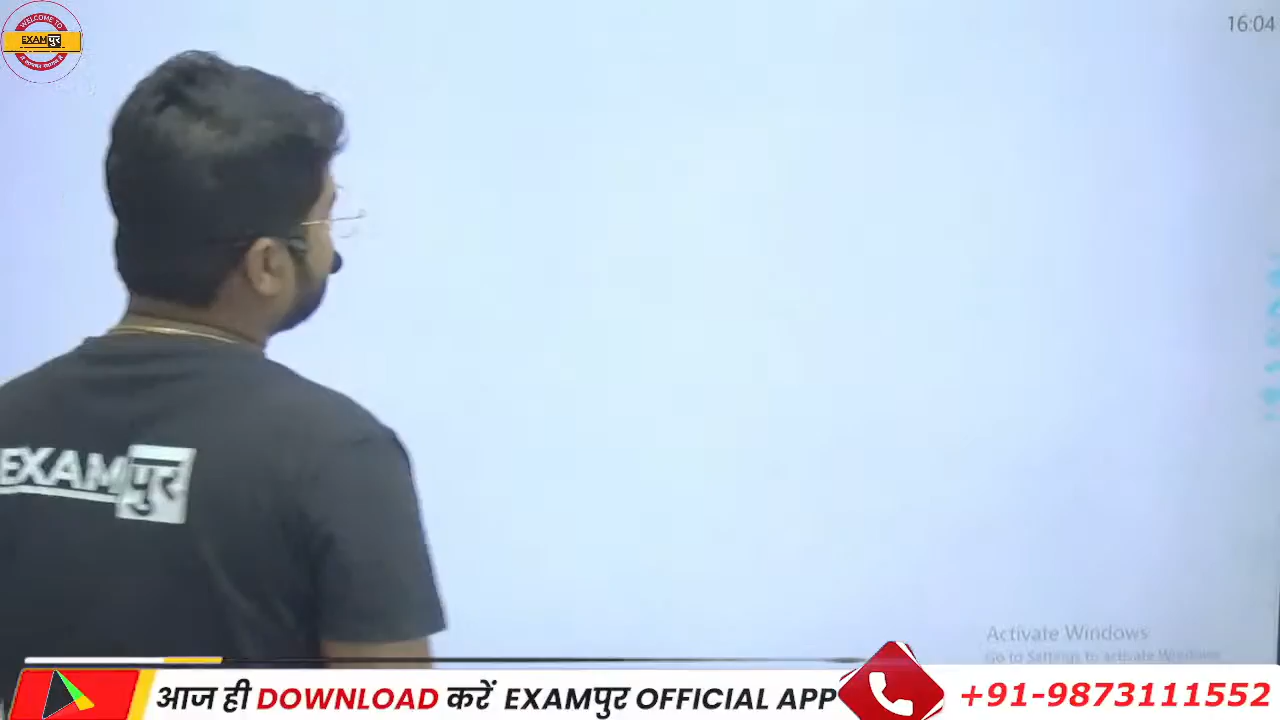 WELCOME TO
EXAMपुर
16:04
EXAMपुर
Activate Windows
Go to Settings to activate Windows
आज ही DOWNLOAD करें EXAMपुर OFFICIAL APP
+91-9873111552